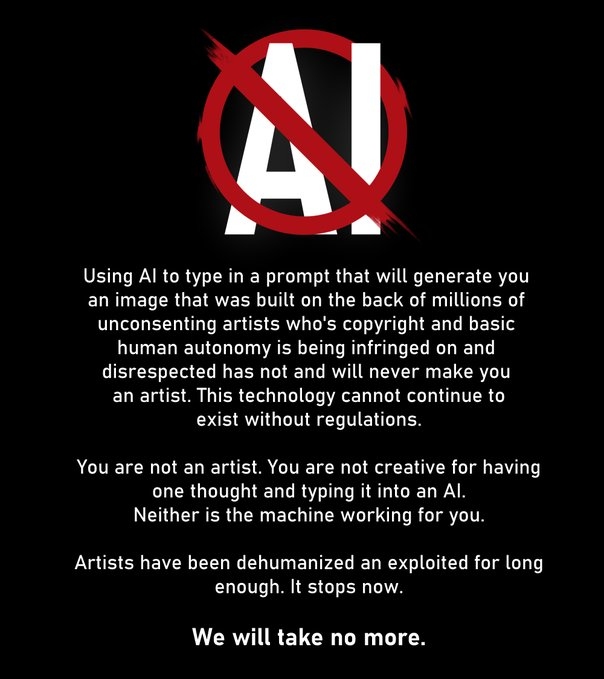 AI
Using AI to type in a prompt that will generate you
an image that was built on the back of millions of
unconsenting artists who's copyright and basic
human autonomy is being infringed on and
disrespected has not and will never make you
an artist. This technology cannot continue to
exist without regulations.
You are not an artist. You are not creative for having
one thought and typing it into an AI.
Neither is the machine working for you.
Artists have been dehumanized an exploited for long
enough. It stops now.
We will take no more.